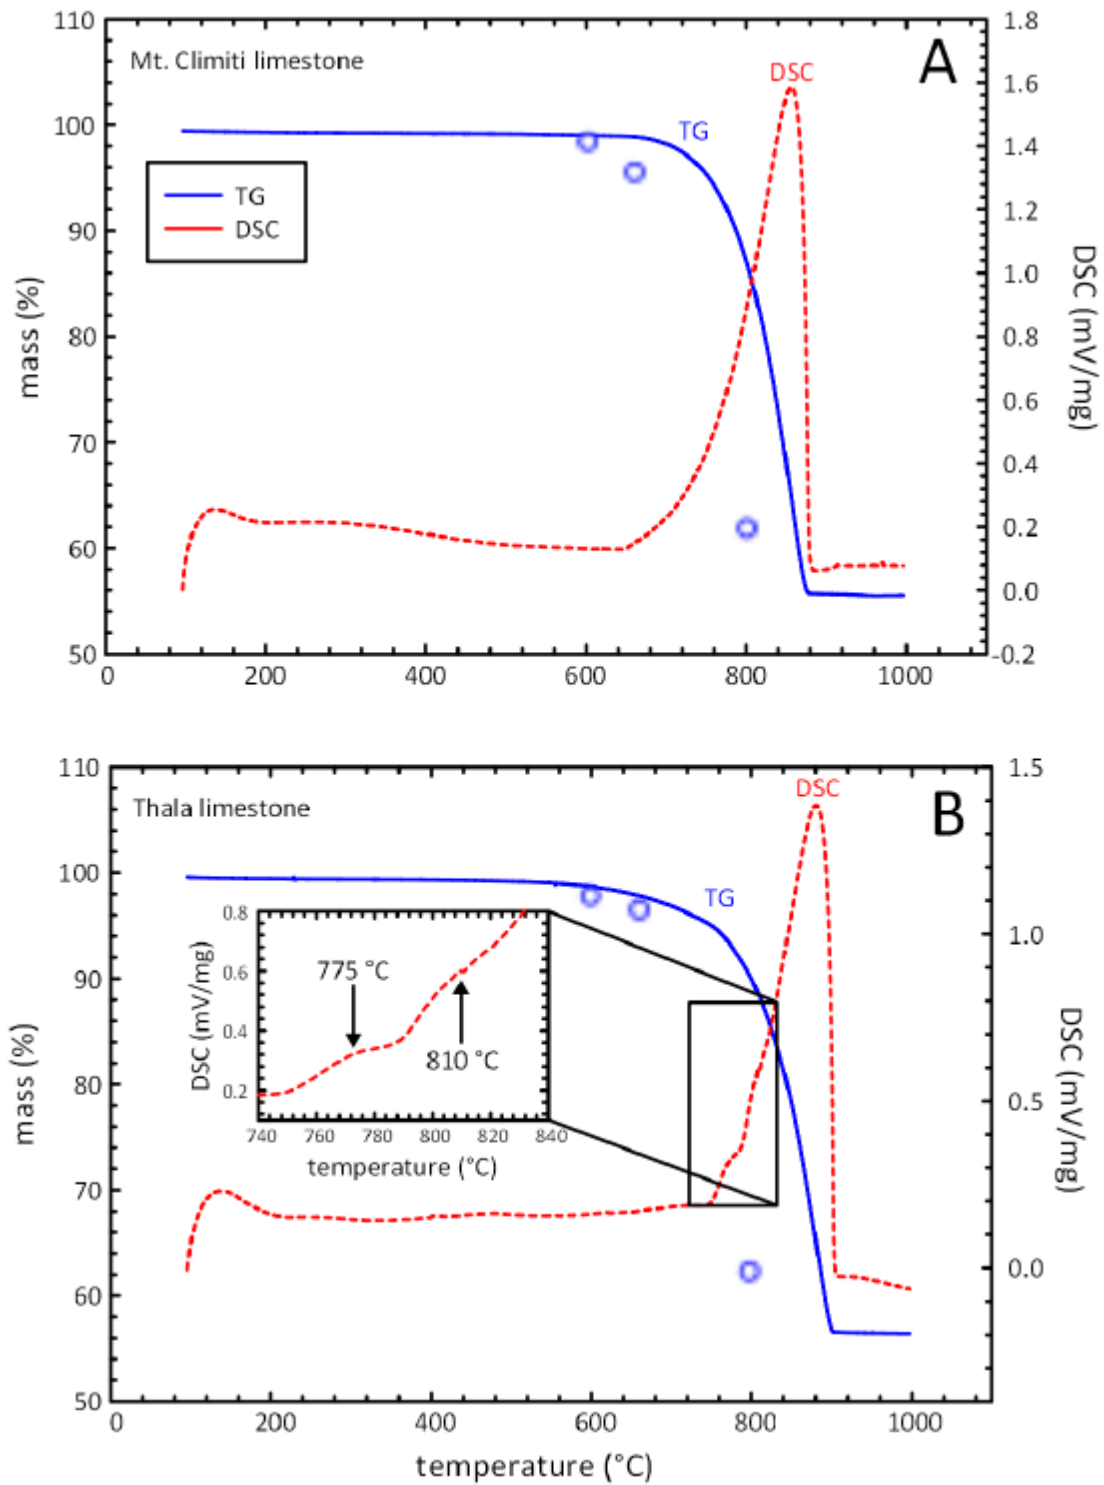 110
1.8
Mt. Climiti limestone
DSC
A
1.6
100
TG
1.4
TG
DSC
1.2
90
1.0
mass (%)
DSC (mV/mg)
80
0.8
0.6
70
0.4
0.2
60
0.0
50
-0.2
0 200 400 600 800 1000
110
1.5
Thala limestone
DSC
B
100
TG
1.0
0.8
0.6
0.4
0.2
DSC (mV/mg)
775 °C
810 °C
740 760 780 800 820 840
temperature (°C)
90
mass (%)
DSC (mV/mg)
80
0.5
70
0.0
60
50
0 200 400 600 800 1000
temperature (°C)